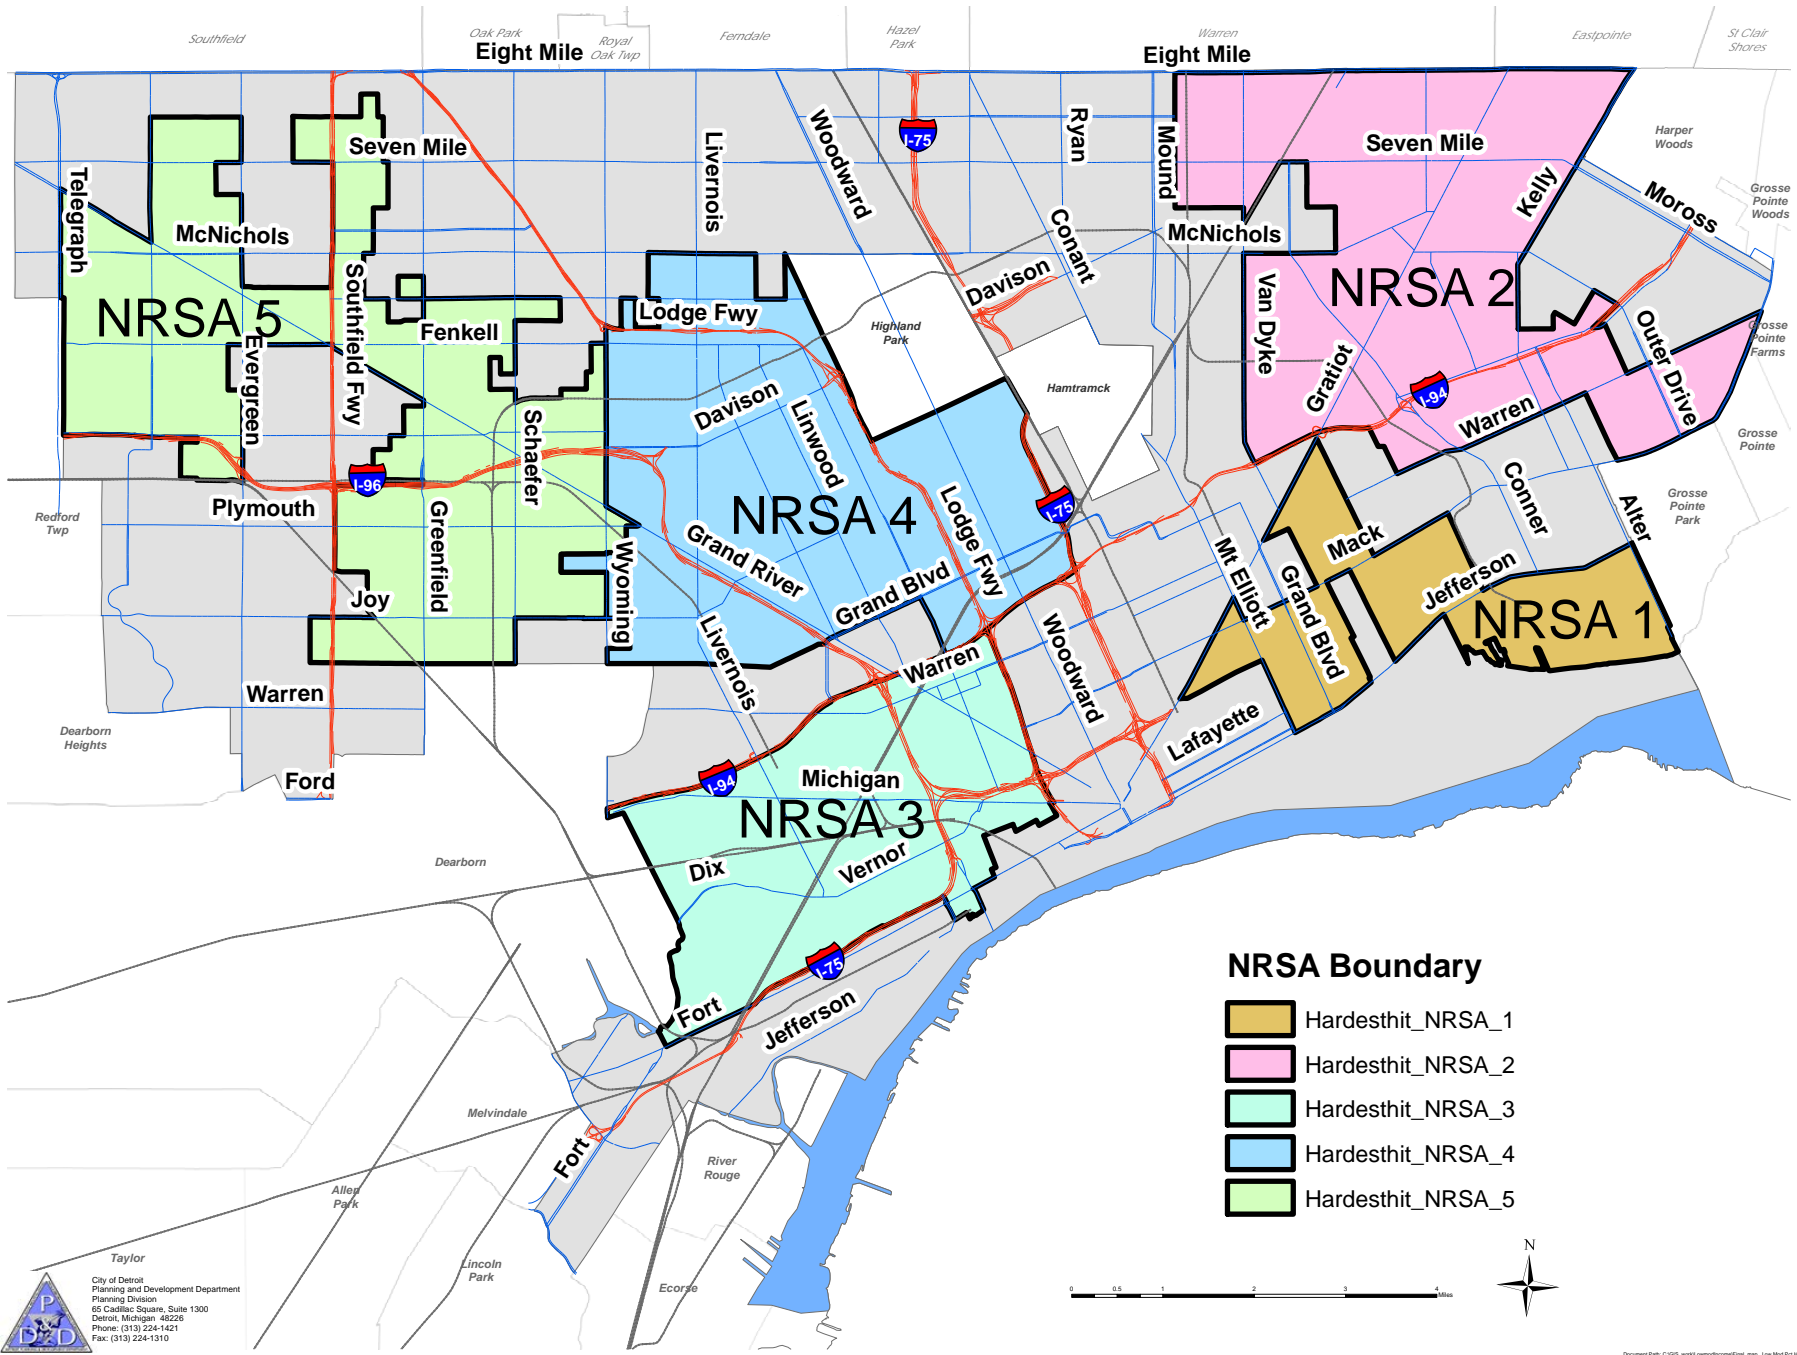 Southfield
Oak Park
Royal
Oak Twp
Ferndale
Hazel
Park
Warren
Eastpointe
St Clair
Shores
Eight Mile
Eight Mile
Seven Mile
Livernois
Woodward
I-75
Ryan
Mound
Seven Mile
Kelly
Harper
Woods
Grosse
Pointe
Woods
Moross
Telegraph
McNichols
Southfield Fwy
Conant
McNichols
Davison
Van Dyke
NRSA 2
NRSA 5
Evergreen
Fenkell
Lodge Fwy
Highland
Park
Hamtramck
Gratiot
Outer Drive
Grosse
Pointe
Farms
I-94
Warren
Davison
Linwood
Schaefer
Grosse
Pointe
I-96
Plymouth
Greenfield
NRSA 4
Lodge Fwy
I-75
Conner
Alter
Grosse
Pointe
Park
Redford
Twp
Grand River
Wyoming
Grand Blvd
Mt Elliott
Mack
Grand Blvd
Jefferson
NRSA 1
Joy
Livernois
Warren
Woodward
Warren
Lafayette
Dearborn
Heights
Ford
I-94
Michigan
NRSA 3
Dearborn
Dix
Vernor
I-75
Fort
Jefferson
Melvindale
Fort
River
Rouge
Allen
Park
Taylor
Lincoln
Park
Ecorse
NRSA Boundary
Hardesthit_NRSA_1
Hardesthit_NRSA_2
Hardesthit_NRSA_3
Hardesthit_NRSA_4
Hardesthit_NRSA_5
N
0 0.5 1 2 3 4
Miles
P
&
D D
City of Detroit
Planning and Development Department
Planning Division
65 Cadillac Square, Suite 1300
Detroit, Michigan 48226
Phone: (313) 224-1421
Fax: (313) 224-1310